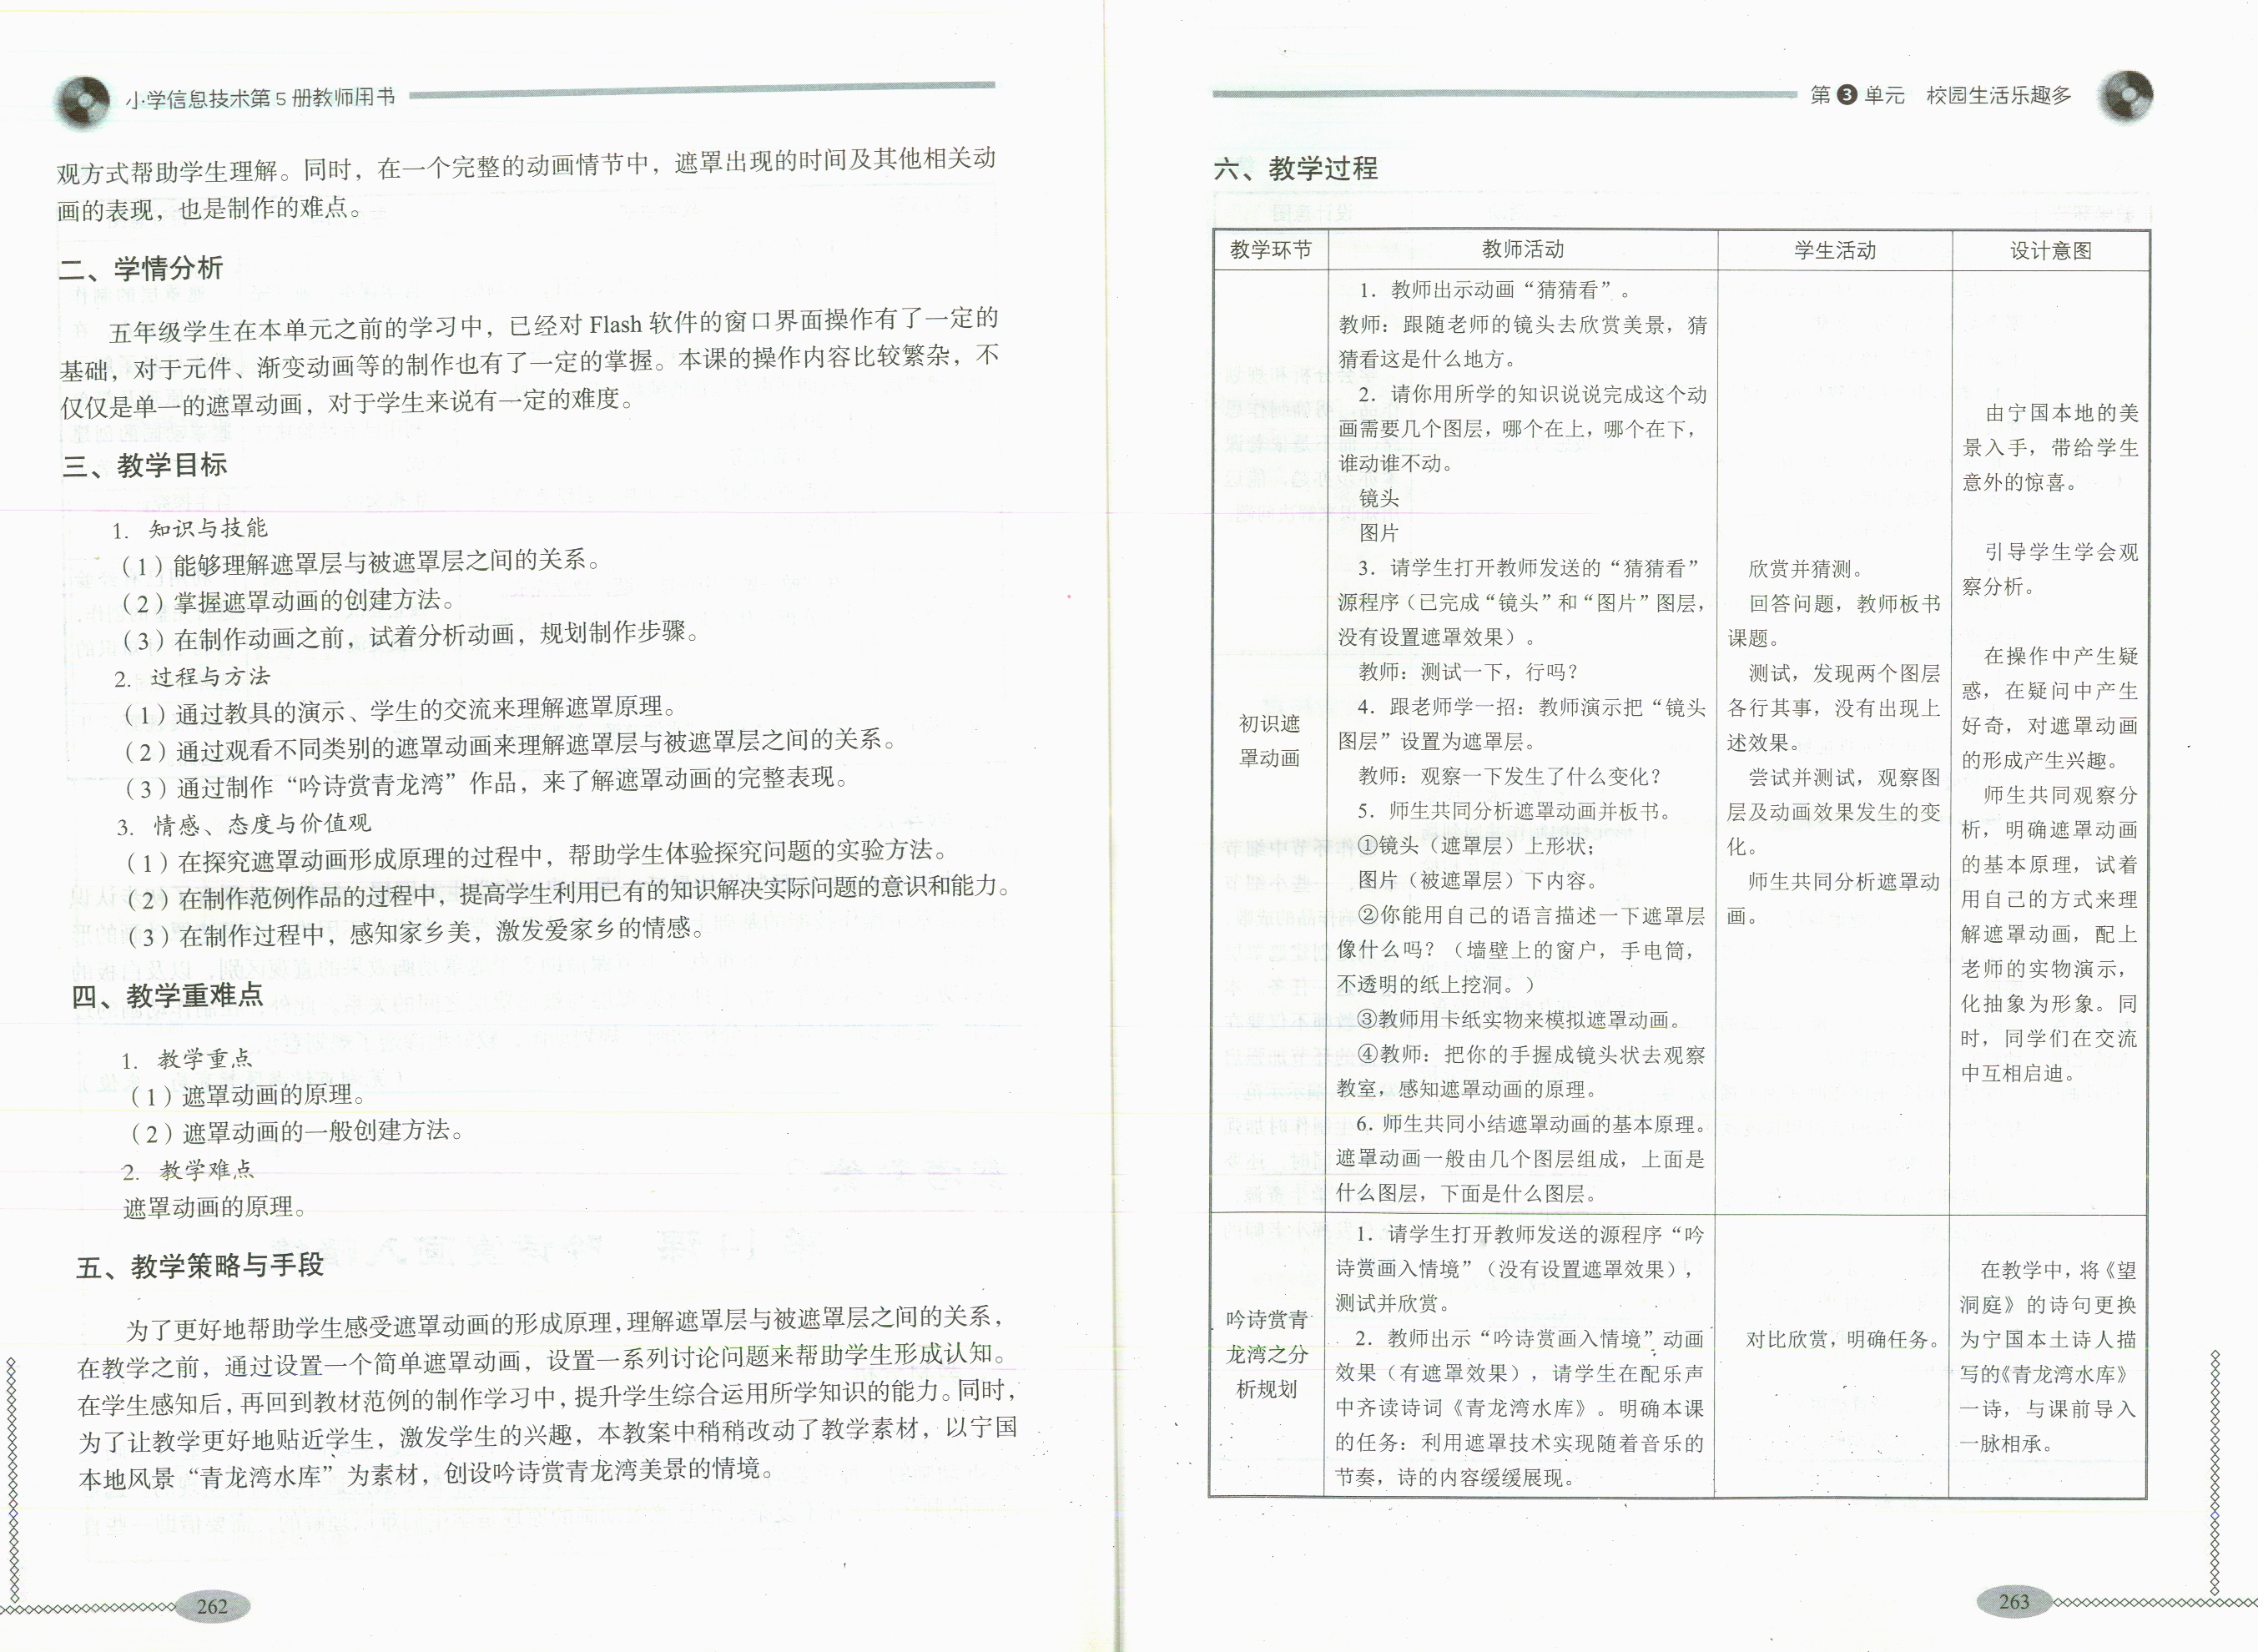 小学信息技术第5册教师用书
观方式帮助学生理解。同时，在一个完整的动画情节中，遮罩出现的时间及其他相关动
画的表现，也是制作的难点。
二、学情分析
五年级学生在本单元之前的学习中，已经对 Flash 软件的窗口界面操作有了一定的
基础，对于元件、渐变动画等的制作也有了一定的掌握。本课的操作内容比较繁杂，不
仅仅是单一的遮罩动画，对于学生来说有一定的难度。
三、教学目标
1. 知识与技能
（1）能够理解遮罩层与被遮罩层之间的关系。
（2）掌握遮罩动画的创建方法。
（3）在制作动画之前，试着分析动画，规划制作步骤。
2. 过程与方法
（1）通过教具的演示、学生的交流来理解遮罩原理。
（2）通过观看不同类别的遮罩动画来理解遮罩层与被遮罩层之间的关系。
（3）通过制作“吟诗赏青龙湾”作品，来了解遮罩动画的完整表现。
3. 情感、态度与价值观
（1）在探究遮罩动画形成原理的过程中，帮助学生体验探究问题的实验方法。
（2）在制作范例作品的过程中，提高学生利用已有的知识解决实际问题的意识和能力。
（3）在制作过程中，感知家乡美，激发爱家乡的情感。
四、教学重难点
1. 教学重点
（1）遮罩动画的原理。
（2）遮罩动画的一般创建方法。
2. 教学难点
遮罩动画的原理。
五、教学策略与手段
为了更好地帮助学生感受遮罩动画的形成原理，理解遮罩层与被遮罩层之间的关系，
在教学之前，通过设置一个简单遮罩动画，设置一系列讨论问题来帮助学生形成认知。
在学生感知后，再回到教材范例的制作学习中，提升学生综合运用所学知识的能力。同时，
为了让教学更好地贴近学生，激发学生的兴趣，本教案中稍稍改动了教学素材，以宁国
本地风景“青龙湾水库”为素材，创设吟诗赏青龙湾美景的情境。
262
第3单元 校园生活乐趣多
六、教学过程
教学环节 教师活动 学生活动 设计意图
初识遮
罩动画
1. 教师出示动画“猜猜看”。
教师：跟随老师的镜头去欣赏美景，猜
猜看这是什么地方。
2. 请你用所学的知识说说完成这个动
画需要几个图层，哪个在上，哪个在下，
谁动谁不动。
镜头
图片
3. 请学生打开教师发送的“猜猜看”
源程序（已完成“镜头”和“图片”图层，
没有设置遮罩效果）。
教师：测试一下，行吗？
4. 跟老师学一招：教师演示把“镜头
图层”设置为遮罩层。
教师：观察一下发生了什么变化？
5. 师生共同分析遮罩动画并板书。
①镜头（遮罩层）上形状；
图片（被遮罩层）下内容。
②你能用自己的语言描述一下遮罩层
像什么吗？（墙壁上的窗户，手电筒，
不透明的纸上挖洞。）
③教师用卡纸实物来模拟遮罩动画。
④教师：把你的手握成镜头状去观察
教室，感知遮罩动画的原理。
6. 师生共同小结遮罩动画的基本原理。
遮罩动画一般由几个图层组成，上面是
什么图层，下面是什么图层。
欣赏并猜测。
回答问题，教师板书
课题。
测试，发现两个图层
各行其事，没有出现上
述效果。
尝试并测试，观察图
层及动画效果发生的变
化。
师生共同分析遮罩动
画。
由宁国本地的美
景入手，带给学生
意外的惊喜。
引导学生学会观
察分析。
在操作中产生疑
惑，在疑问中产生
好奇，对遮罩动画
的形成产生兴趣。
师生共同观察分
析，明确遮罩动画
的基本原理，试着
用自己的方式来理
解遮罩动画，配上
老师的实物演示，
化抽象为形象。同
时，同学们在交流
中互相启迪。
吟诗赏青
龙湾之分
析规划
1. 请学生打开教师发送的源程序“吟
诗赏画入情境”（没有设置遮罩效果），
测试并欣赏。
2. 教师出示“吟诗赏画入情境”动画
效果（有遮罩效果），请学生在配乐声
中齐读诗词《青龙湾水库》。明确本课
的任务：利用遮罩技术实现随着音乐的
节奏，诗的内容缓缓展现。
对比欣赏，明确任务。
在教学中，将《望
洞庭》的诗句更换
为宁国本土诗人描
写的《青龙湾水库》
一诗，与课前导入
一脉相承。
263